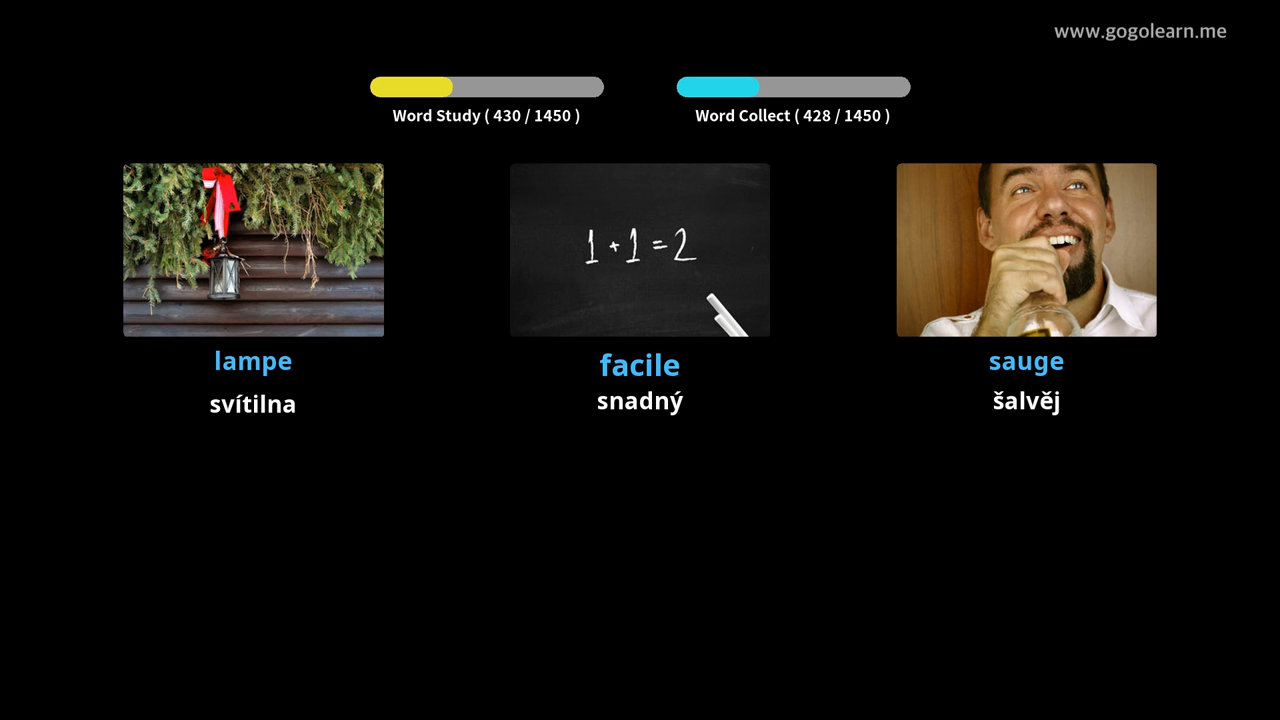 www.gogolearn.me
Word Study ( 430 / 1450 )
Word Collect ( 428 / 1450 )
1 + 1 = 2
lampe
svítilna
facile
snadný
sauge
šalvěj